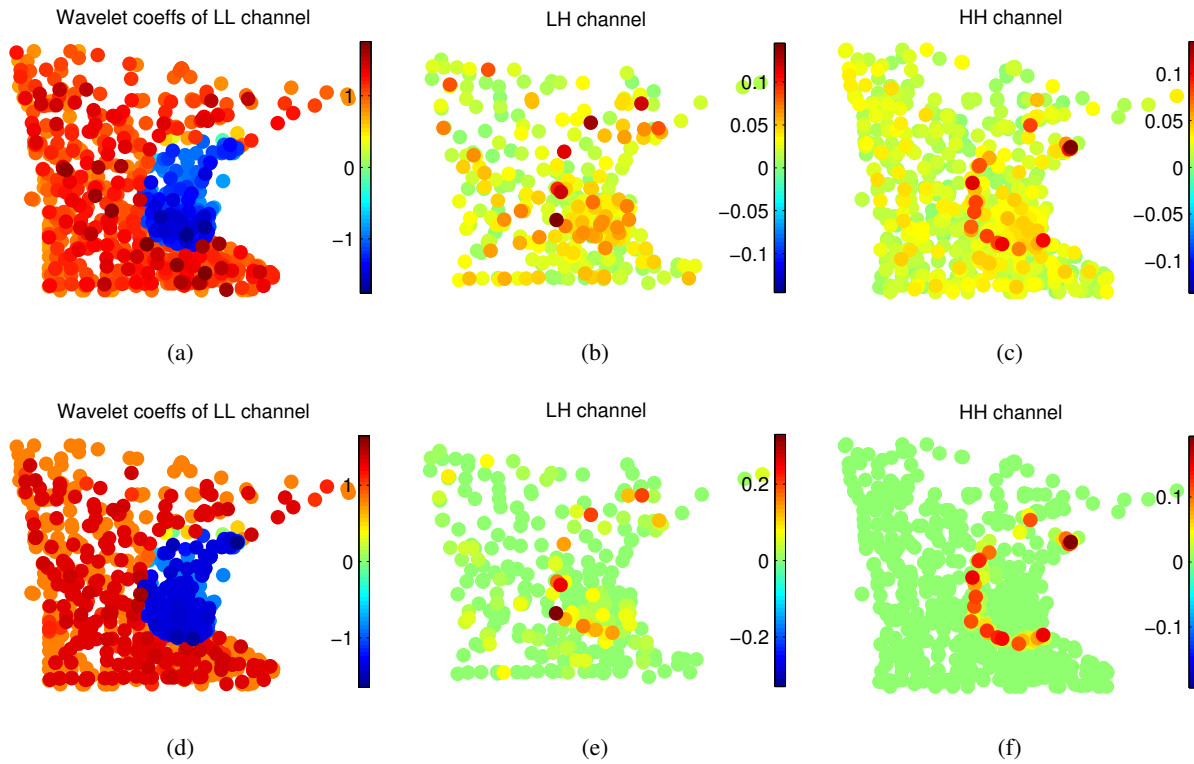 Wavelet coeffs of LL channel
1
0
−1
(a)
LH channel
0.1
0.05
0
−0.05
−0.1
(b)
HH channel
0.1
0.05
0
−0.05
−0.1
(c)
Wavelet coeffs of LL channel
1
0
−1
(d)
LH channel
0.2
0
−0.2
(e)
HH channel
0.1
0
−0.1
(f)